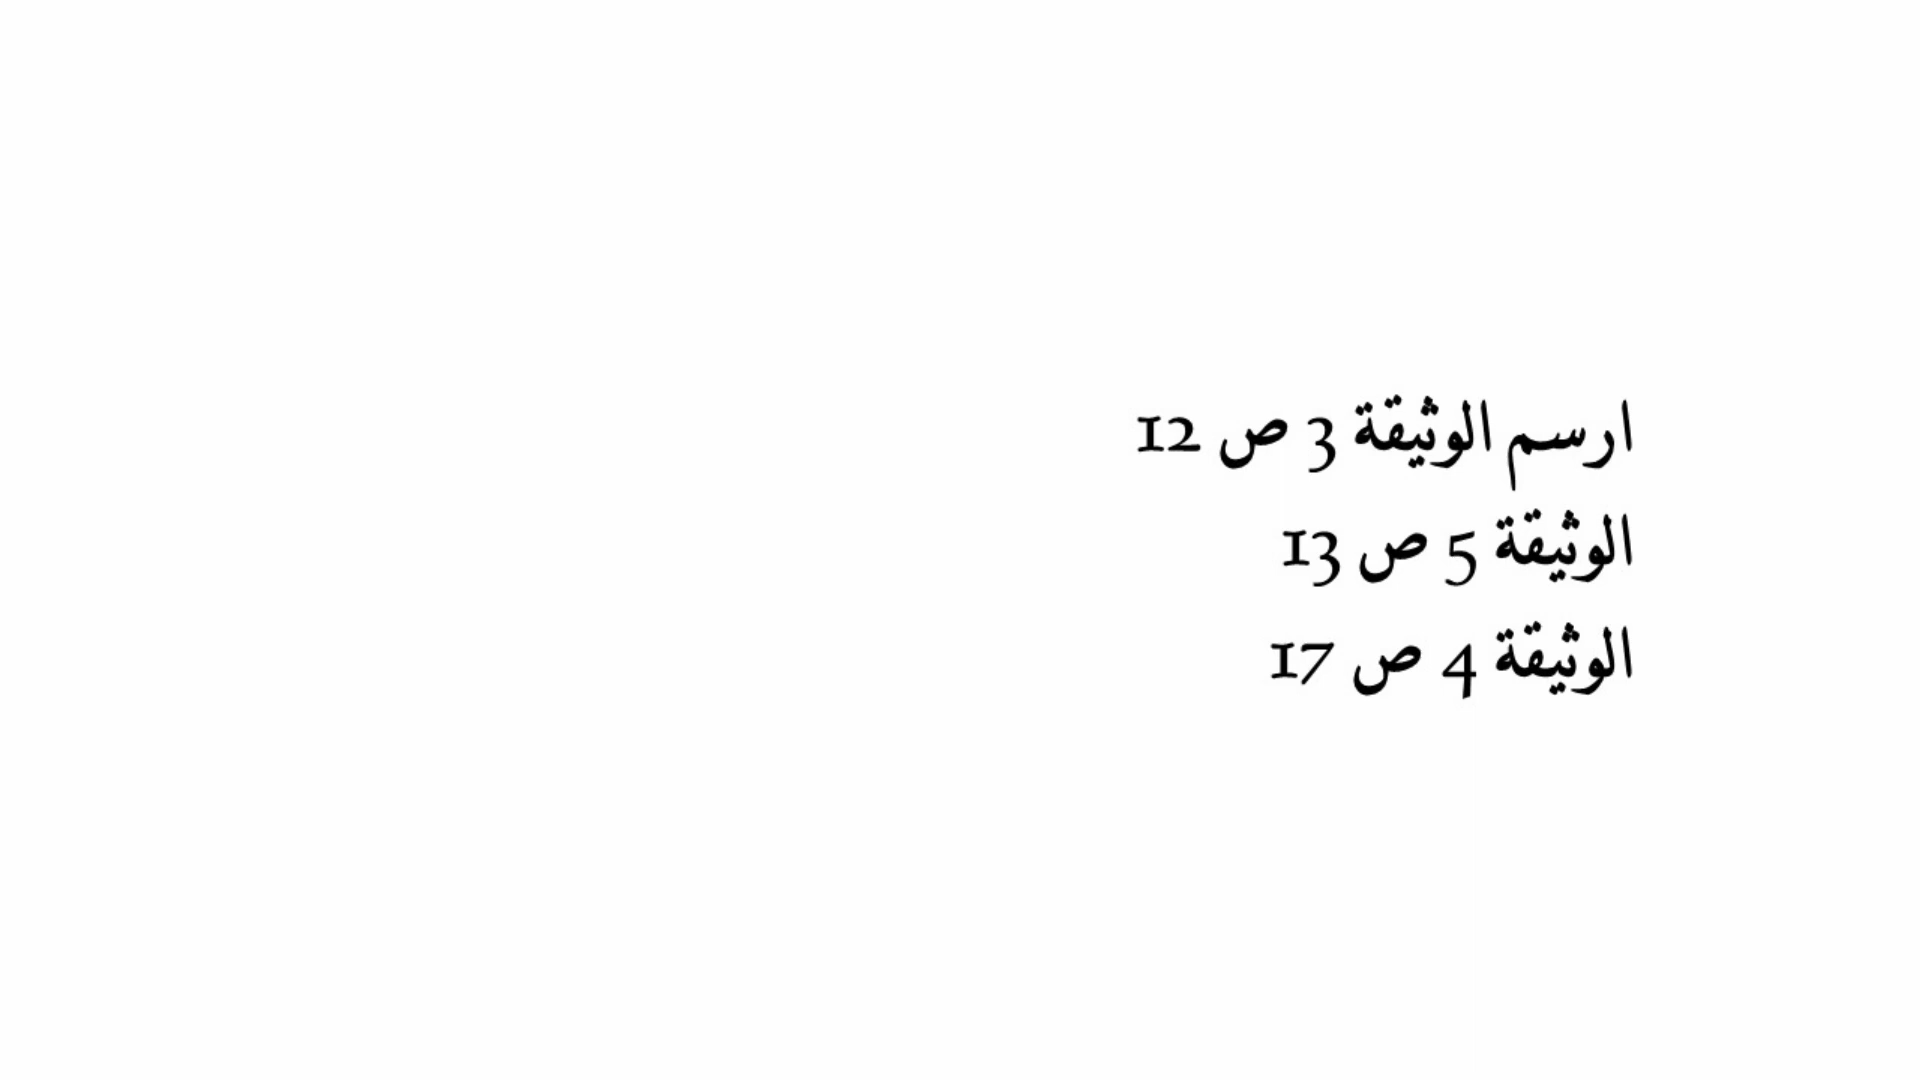 ارسم الوثيقة 3 ص 12
الوثيقة 5 ص 13
الوثيقة 4 ص 17